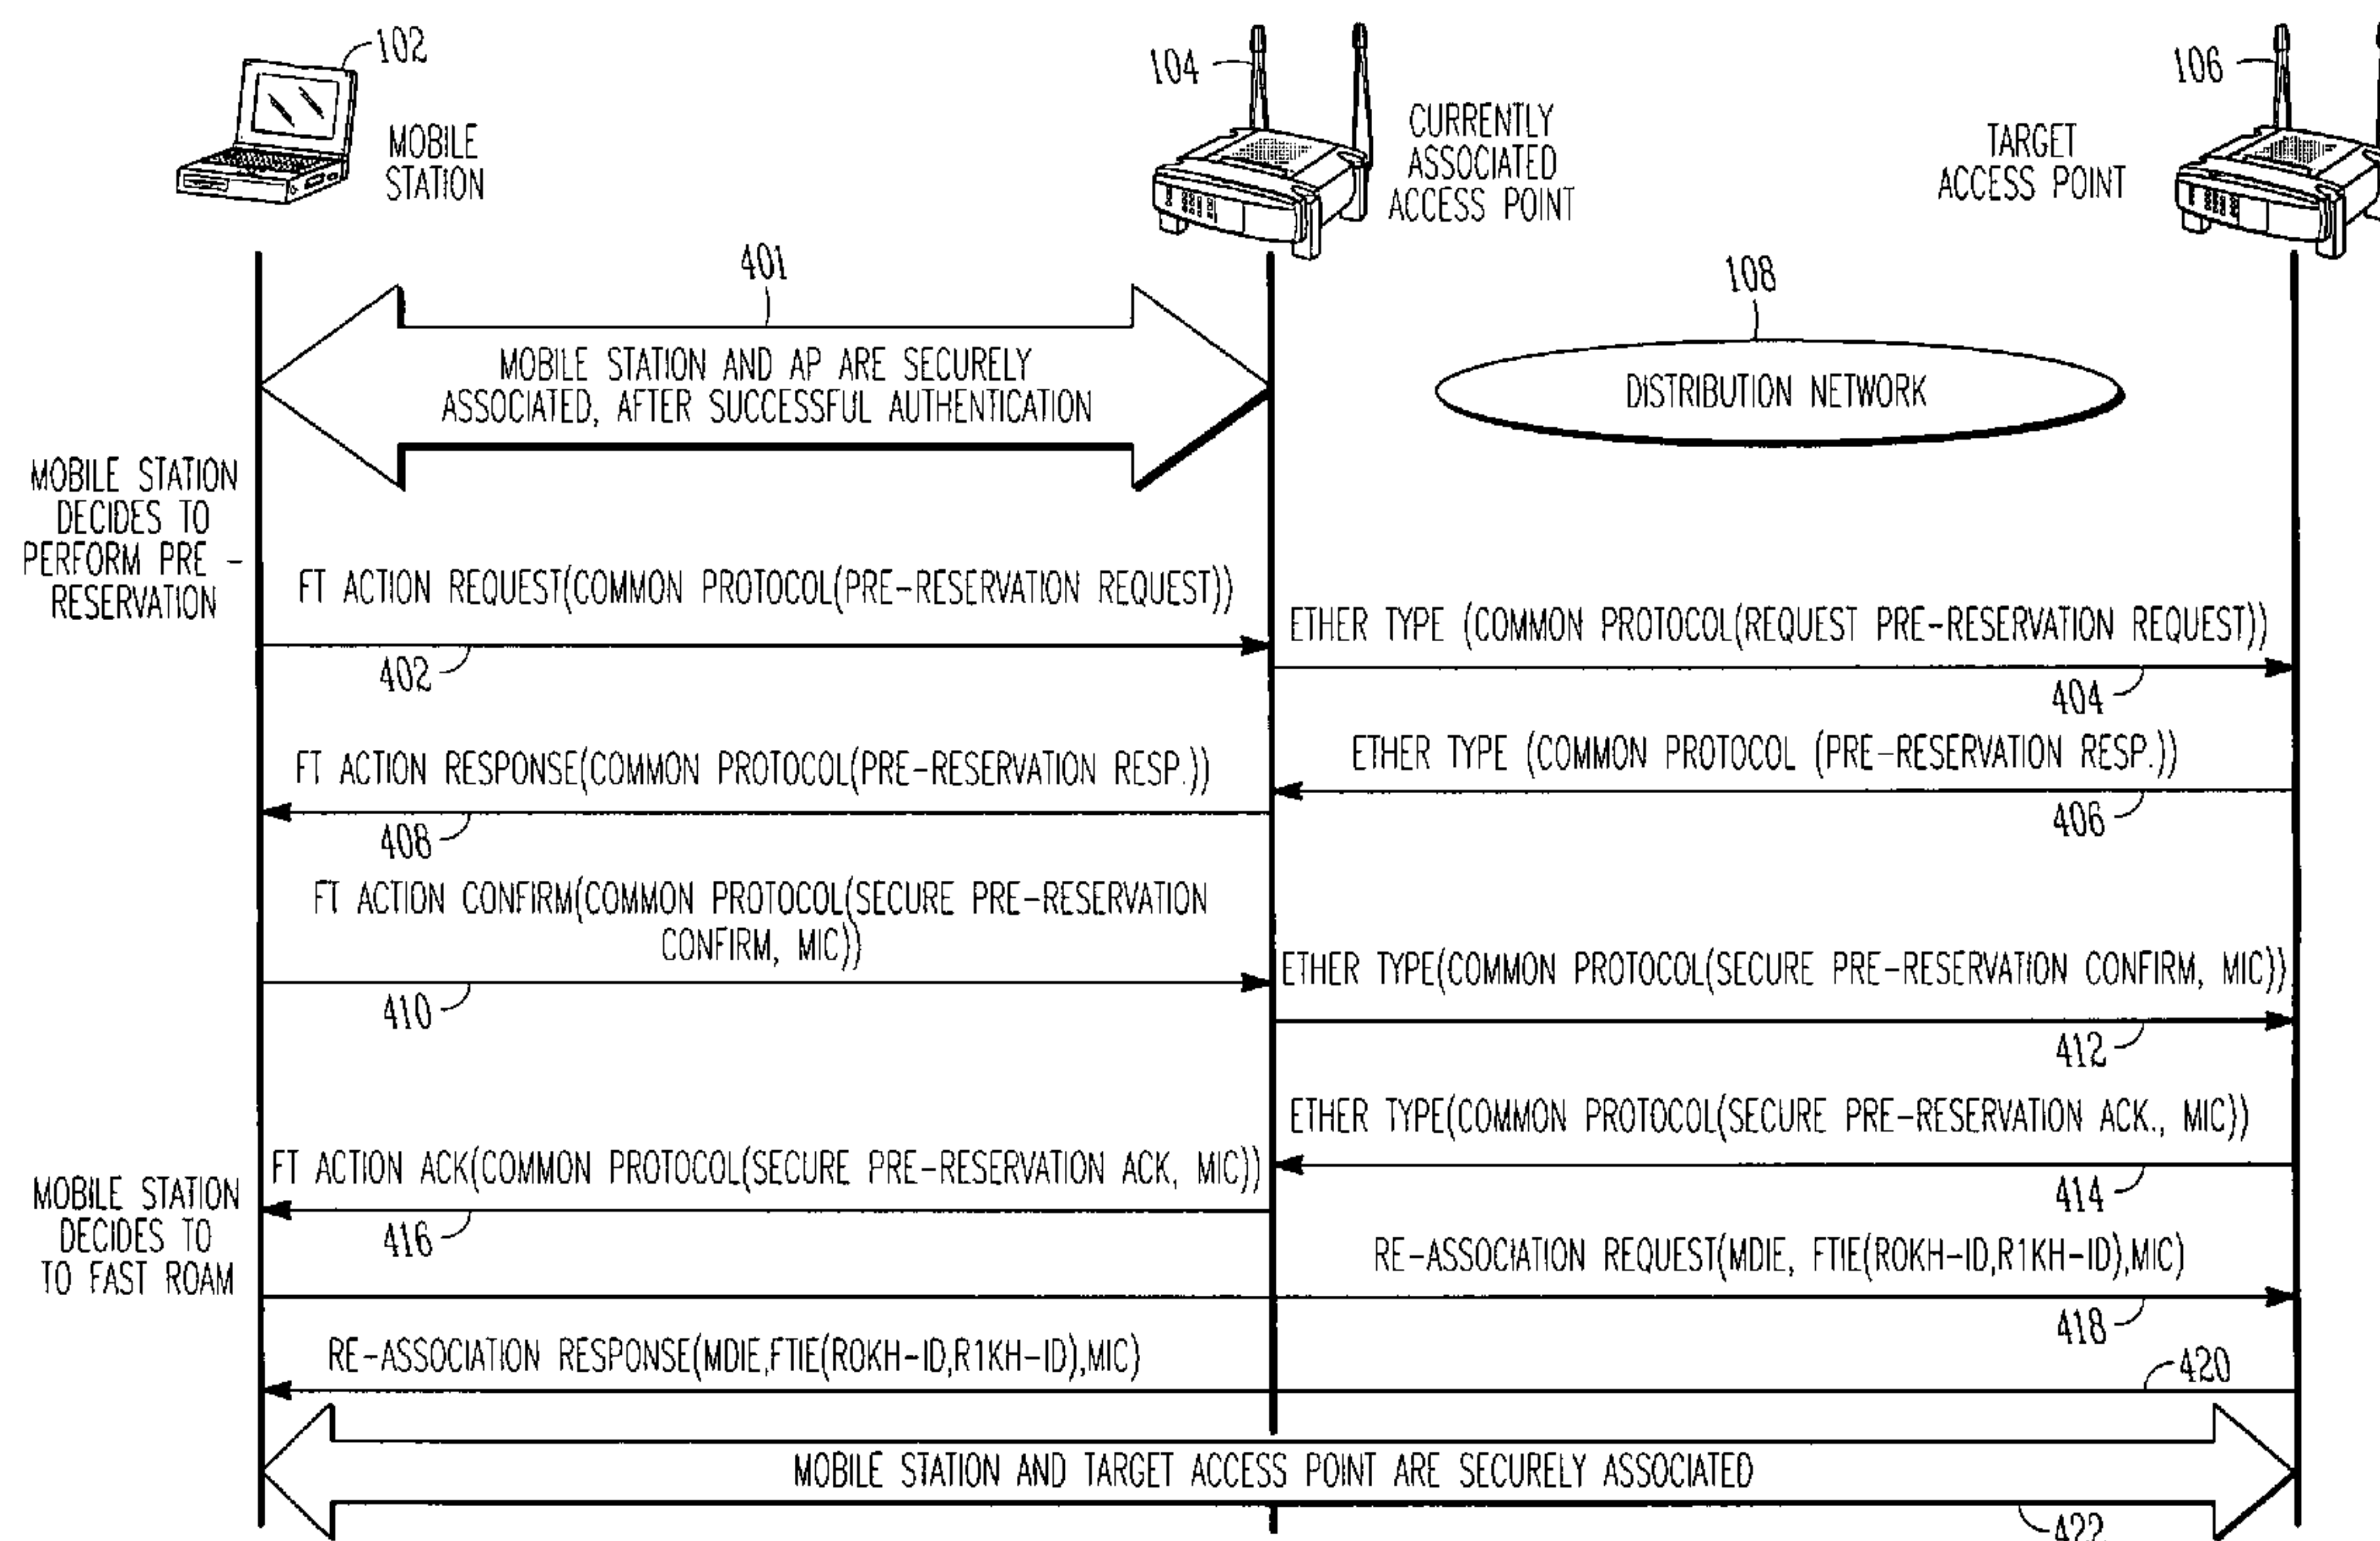 102
MOBILE
STATION
104
CURRENTLY
ASSOCIATED
ACCESS POINT
106
TARGET
ACCESS POINT
401
MOBILE STATION AND AP ARE SECURELY
ASSOCIATED, AFTER SUCCESSFUL AUTHENTICATION
108
DISTRIBUTION NETWORK
MOBILE STATION
DECIDES TO
PERFORM PRE -
RESERVATION
FT ACTION REQUEST(COMMON PROTOCOL(PRE-RESERVATION REQUEST))
402
ETHER TYPE (COMMON PROTOCOL(REQUEST PRE-RESERVATION REQUEST))
404
ETHER TYPE (COMMON PROTOCOL (PRE-RESERVATION RESP.))
406
FT ACTION RESPONSE(COMMON PROTOCOL(PRE-RESERVATION RESP.))
408
FT ACTION CONFIRM(COMMON PROTOCOL(SECURE PRE-RESERVATION
CONFIRM, MIC))
410
ETHER TYPE(COMMON PROTOCOL(SECURE PRE-RESERVATION CONFIRM, MIC))
412
ETHER TYPE(COMMON PROTOCOL(SECURE PRE-RESERVATION ACK., MIC))
414
FT ACTION ACK(COMMON PROTOCOL(SECURE PRE-RESERVATION ACK, MIC))
416
MOBILE STATION
DECIDES TO
TO FAST ROAM
RE-ASSOCIATION REQUEST(MDIE, FTIE(R0KH-ID,R1KH-ID),MIC)
418
RE-ASSOCIATION RESPONSE(MDIE,FTIE(R0KH-ID,R1KH-ID),MIC)
420
MOBILE STATION AND TARGET ACCESS POINT ARE SECURELY ASSOCIATED
422